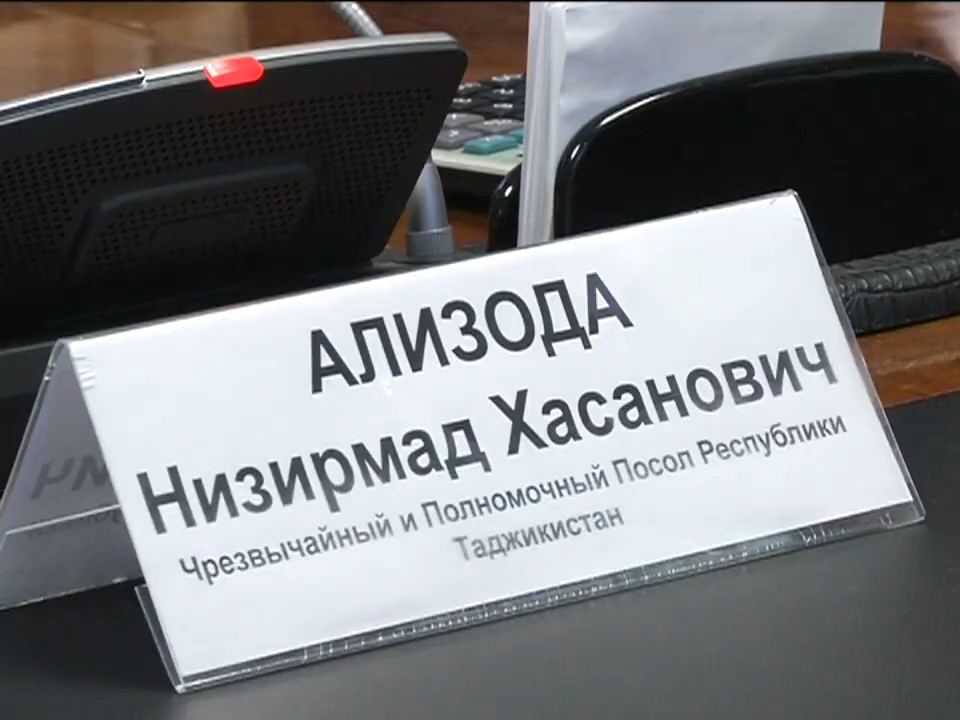 АЛИЗОДА
Низирмад Хасанович
Чрезвычайный и Полномочный Посол Республики
Таджикистан